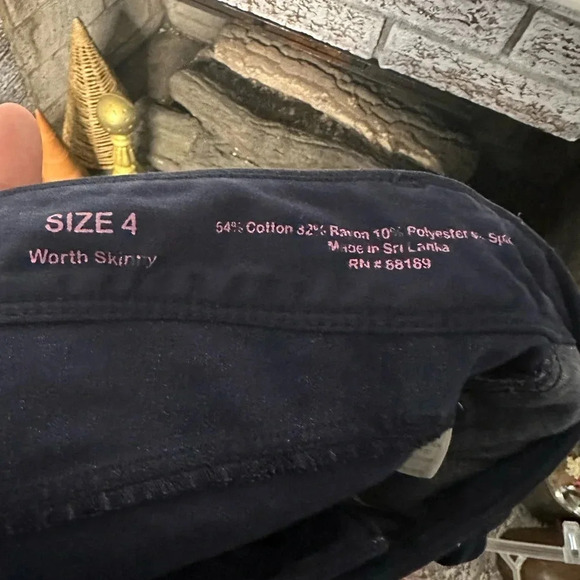 SIZE 4
Worth Skinny
54% Cotton 32% Rayon 10% Polyester
Made in Sri Lanka
RN # 88189